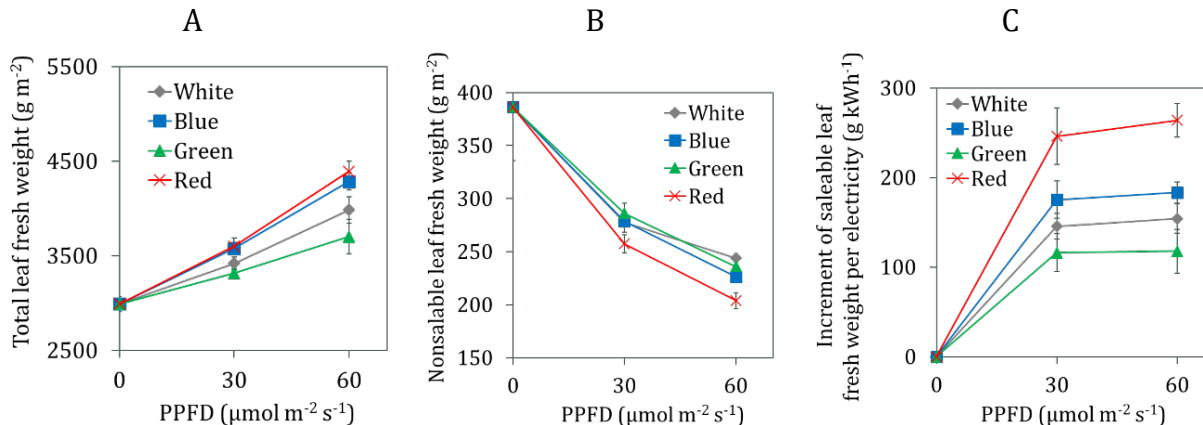 A
Total leaf fresh weight (g m⁻²)
5500
4500
3500
2500
White
Blue
Green
Red
0
30
60
PPFD (µmol m⁻² s⁻¹)
B
Nonsalable leaf fresh weight (g m⁻²)
400
350
300
250
200
150
White
Blue
Green
Red
0
30
60
PPFD (µmol m⁻² s⁻¹)
C
Increment of saleable leaf
fresh weight per electricity (g kWh⁻¹)
300
200
100
0
White
Blue
Green
Red
0
30
60
PPFD (µmol m⁻² s⁻¹)